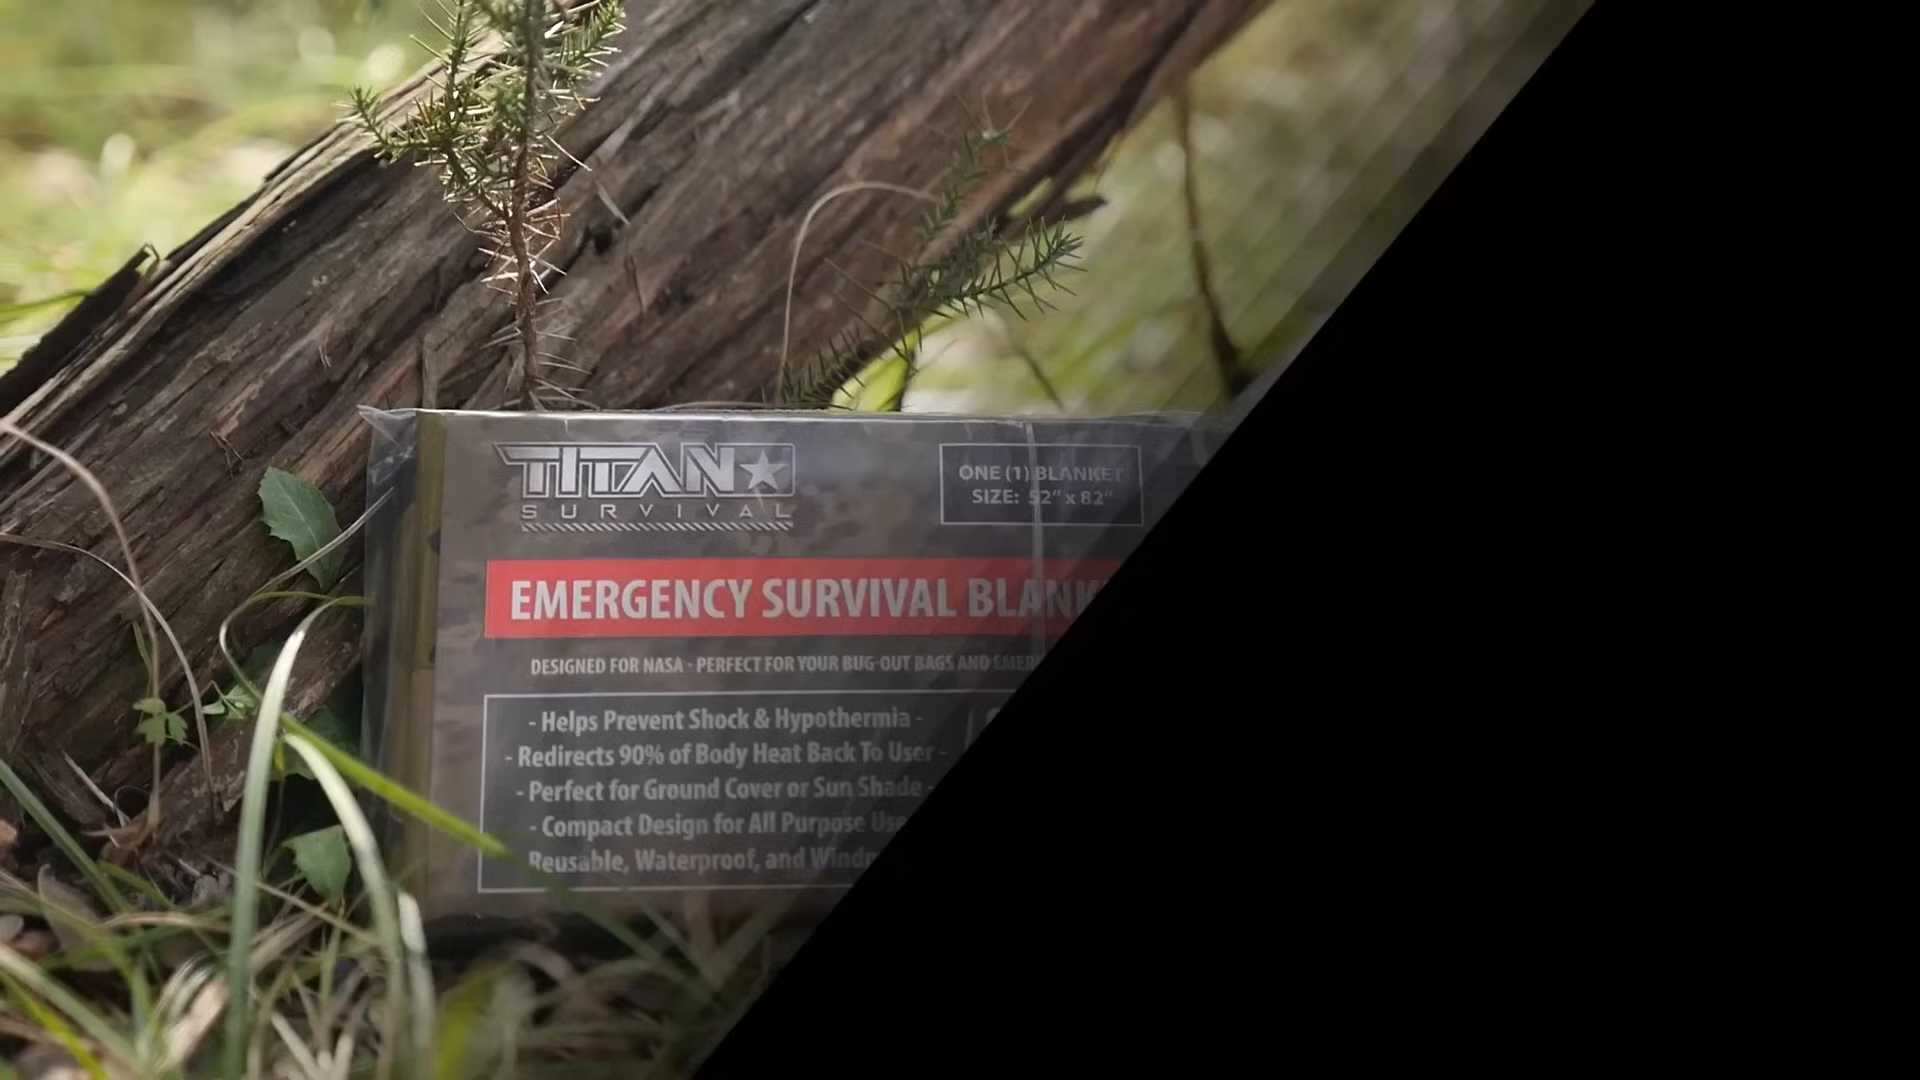 TITAN
SURVIVAL
ONE (1) BLANKET
SIZE: 52" x 82"
EMERGENCY SURVIVAL
DESIGNED FOR NASA - PERFECT FOR YOUR BUG-OUT BAGS AND
- Helps Prevent Shock & Hypothermia -
- Redirects 90% of Body Heat Back To User -
- Perfect for Ground Cover or Sun Shade -
- Compact Design for All Purpose Use
Reusable, Waterproof, and